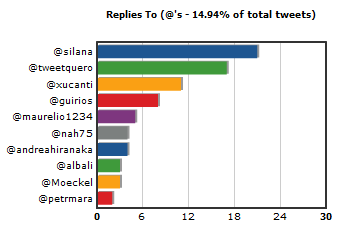 Replies To (@'s - 14.94% of total tweets)
@silana
@tweetquero
@xucanti
@guirios
@maurelio1234
@nah75
@andreahiranaka
@albali
@Moeckel
@petrmara
0 6 12 18 24 30